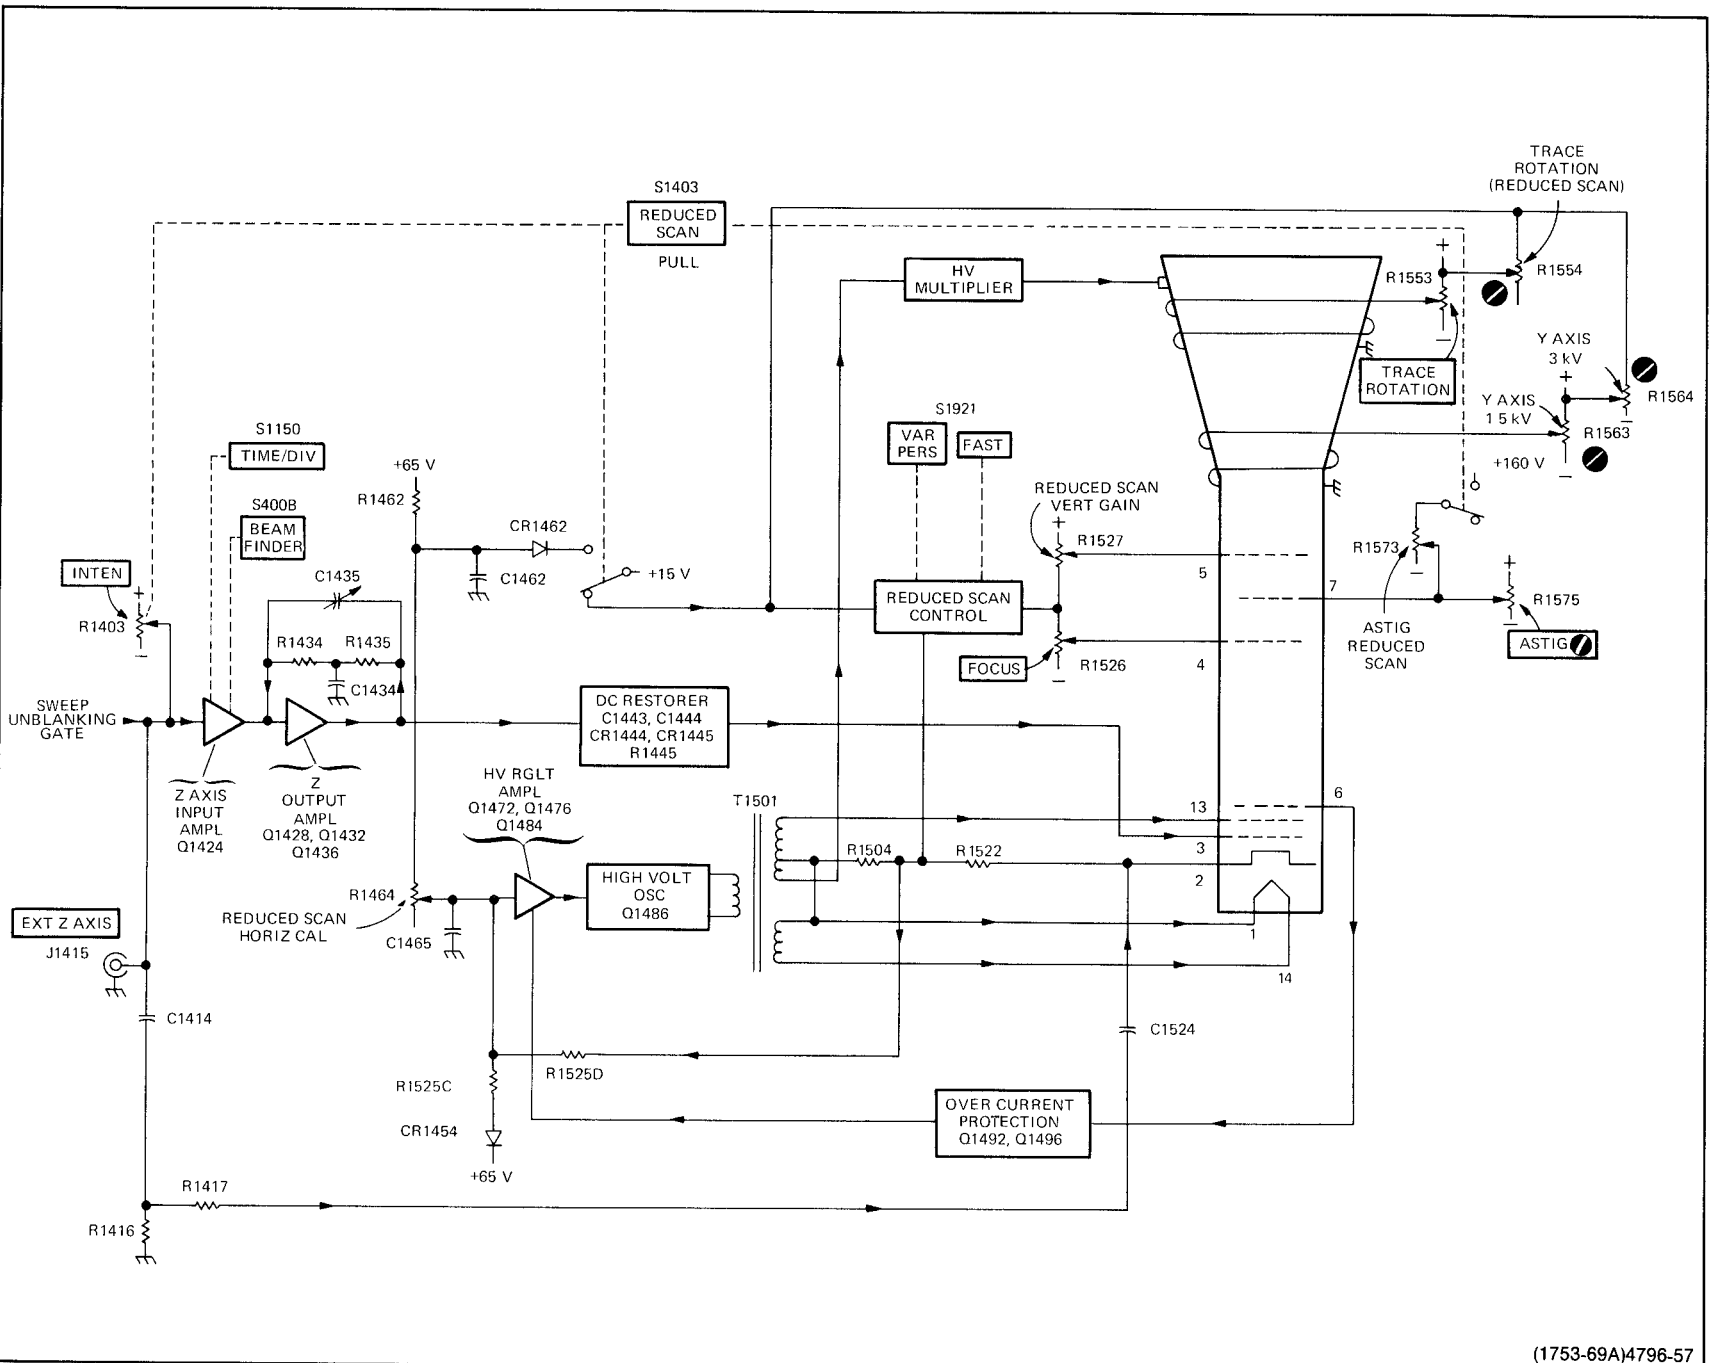 TRACE
ROTATION
(REDUCED SCAN)
S1403
REDUCED
SCAN
PULL
HV
MULTIPLIER
+
R1553
R1554
–
TRACE
ROTATION
Y AXIS
3 kV
+
R1564
–
Y AXIS
1 5 kV
R1563
–
+160 V
S1150
TIME/DIV
S400B
BEAM
FINDER
+65 V
R1462
CR1462
C1462
+15 V
S1921
VAR
PERS
FAST
REDUCED SCAN
VERT GAIN
+
R1527
REDUCED SCAN
CONTROL
FOCUS
R1526
–
5
4
7
R1573
–
ASTIG
REDUCED
SCAN
+
R1575
–
ASTIG
INTEN
+
R1403
–
C1435
R1434
R1435
C1434
SWEEP
UNBLANKING
GATE
Z AXIS
INPUT
AMPL
Q1424
Z
OUTPUT
AMPL
Q1428, Q1432
Q1436
DC RESTORER
C1443, C1444
CR1444, CR1445
R1445
HV RGLT
AMPL
Q1472, Q1476
Q1484
T1501
13
6
3
2
1
14
R1504
R1522
R1464
REDUCED SCAN
HORIZ CAL
C1465
HIGH VOLT
OSC
Q1486
EXT Z AXIS
J1415
C1414
C1524
R1525D
R1525C
CR1454
+65 V
OVER CURRENT
PROTECTION
Q1492, Q1496
R1417
R1416
(1753-69A)4796-57